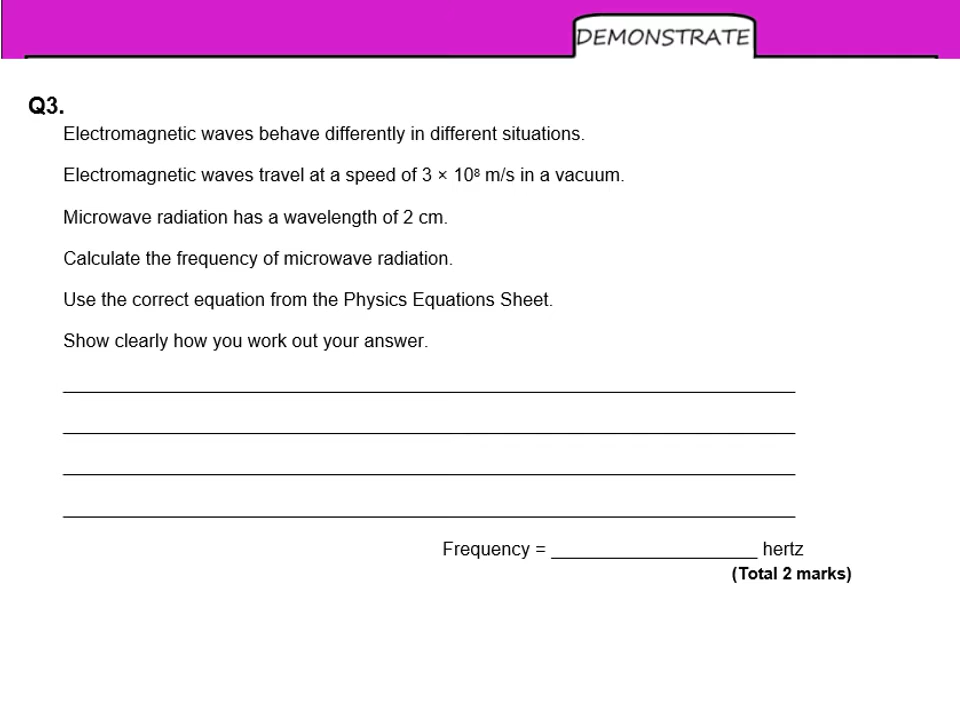 DEMONSTRATE
Q3.
Electromagnetic waves behave differently in different situations.
Electromagnetic waves travel at a speed of 3 × 10⁸ m/s in a vacuum.
Microwave radiation has a wavelength of 2 cm.
Calculate the frequency of microwave radiation.
Use the correct equation from the Physics Equations Sheet.
Show clearly how you work out your answer.
Frequency = ____________________ hertz
(Total 2 marks)